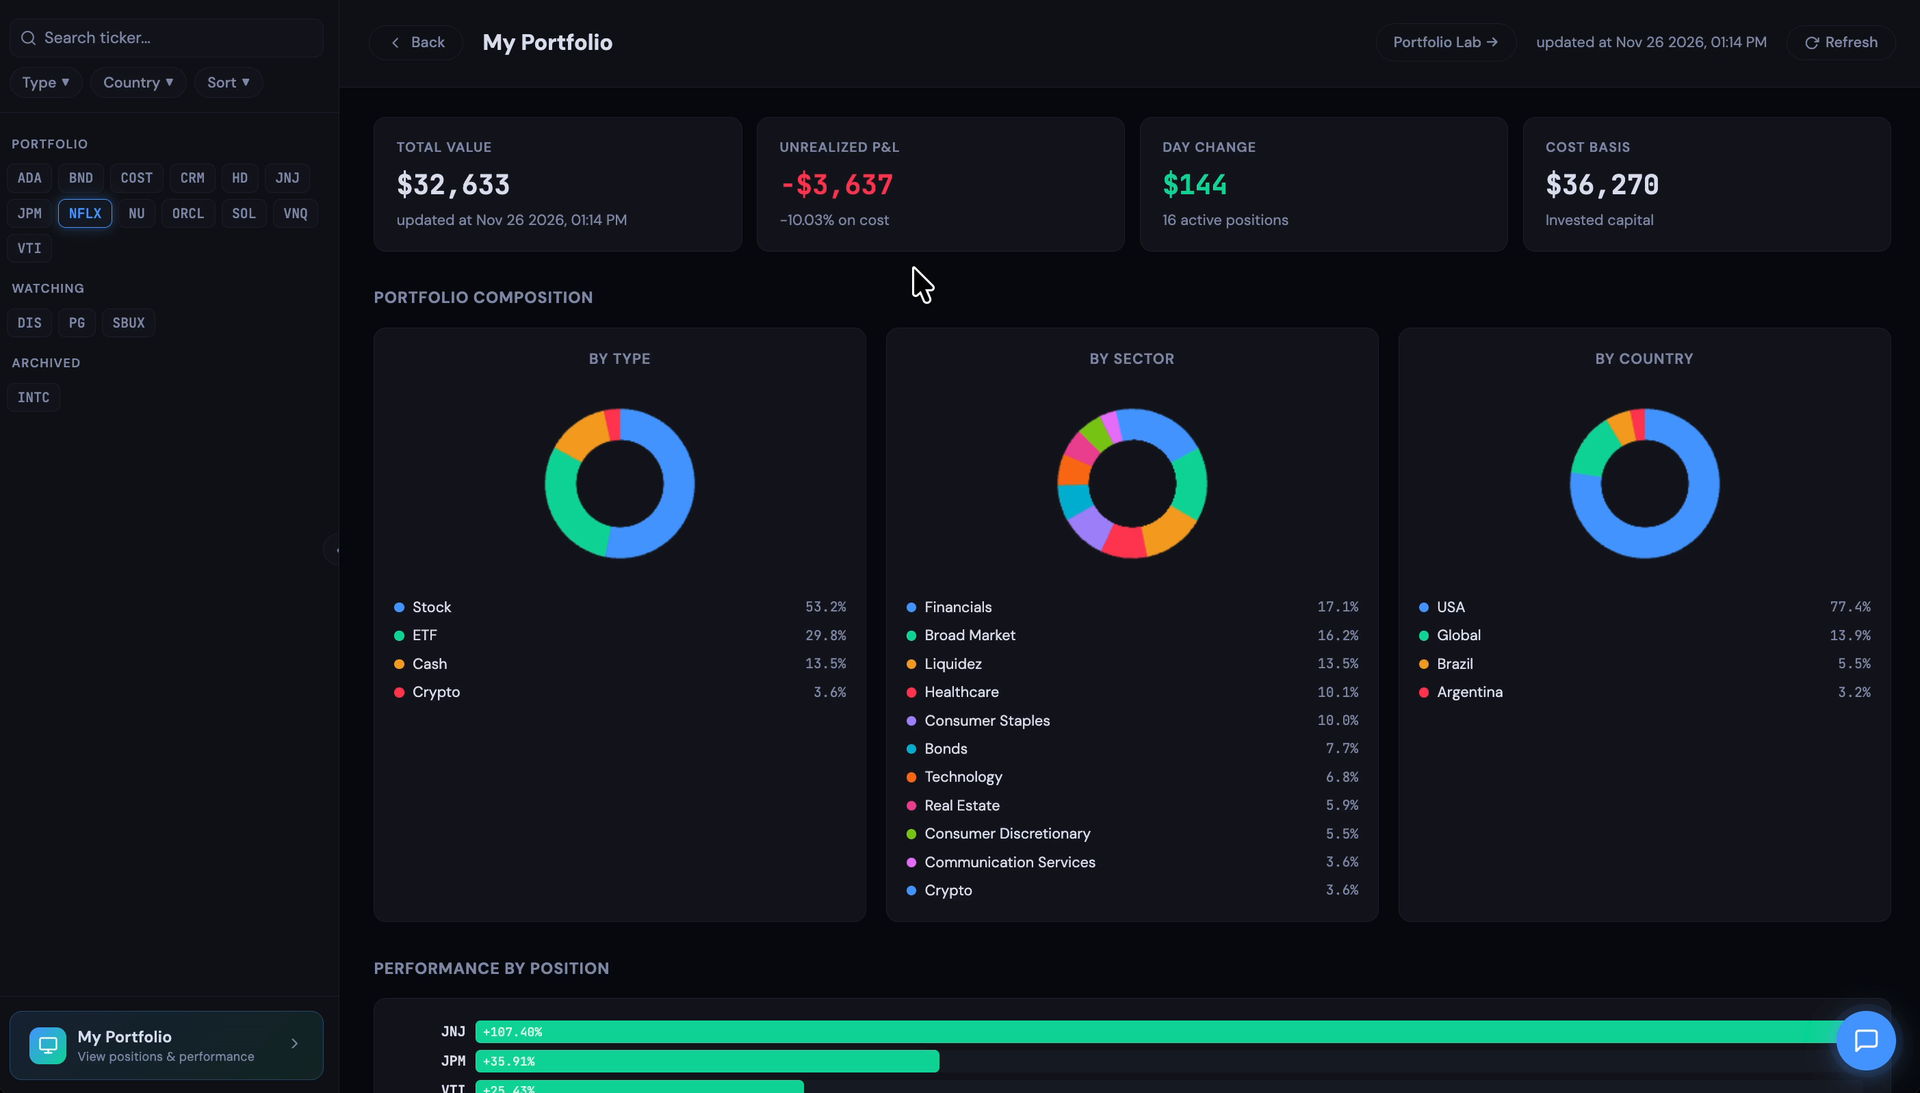 Search ticker...
Type ▾ Country ▾ Sort ▾
PORTFOLIO
ADA BND COST CRM HD JNJ
JPM NFLX NU ORCL SOL VNQ
VTI
WATCHING
DIS PG SBUX
ARCHIVED
INTC
My Portfolio
View positions & performance
Back
My Portfolio
Portfolio Lab →
updated at Nov 26 2026, 01:14 PM
Refresh
TOTAL VALUE
$32,633
updated at Nov 26 2026, 01:14 PM
UNREALIZED P&L
-$3,637
-10.03% on cost
DAY CHANGE
$144
16 active positions
COST BASIS
$36,270
Invested capital
PORTFOLIO COMPOSITION
BY TYPE
Stock 53.2%
ETF 29.8%
Cash 13.5%
Crypto 3.6%
BY SECTOR
Financials 17.1%
Broad Market 16.2%
Liquidez 13.5%
Healthcare 10.1%
Consumer Staples 10.0%
Bonds 7.7%
Technology 6.8%
Real Estate 5.9%
Consumer Discretionary 5.5%
Communication Services 3.6%
Crypto 3.6%
BY COUNTRY
USA 77.4%
Global 13.9%
Brazil 5.5%
Argentina 3.2%
PERFORMANCE BY POSITION
JNJ +107.40%
JPM +35.91%
VTI +25.43%